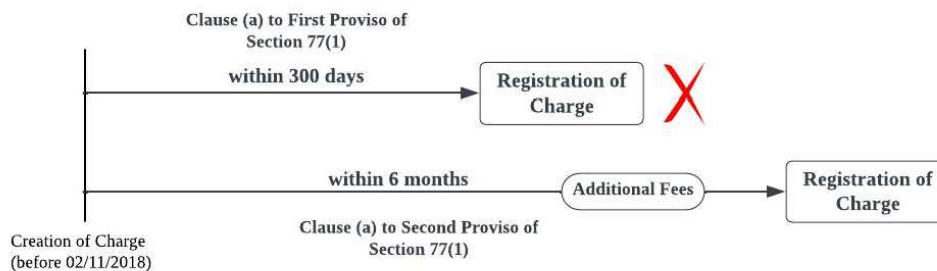 Clause (a) to First Proviso of
Section 77(1)
within 300 days
Registration of
Charge
within 6 months
Additional Fees
Registration of
Charge
Clause (a) to Second Proviso of
Section 77(1)
Creation of Charge
(before 02/11/2018)